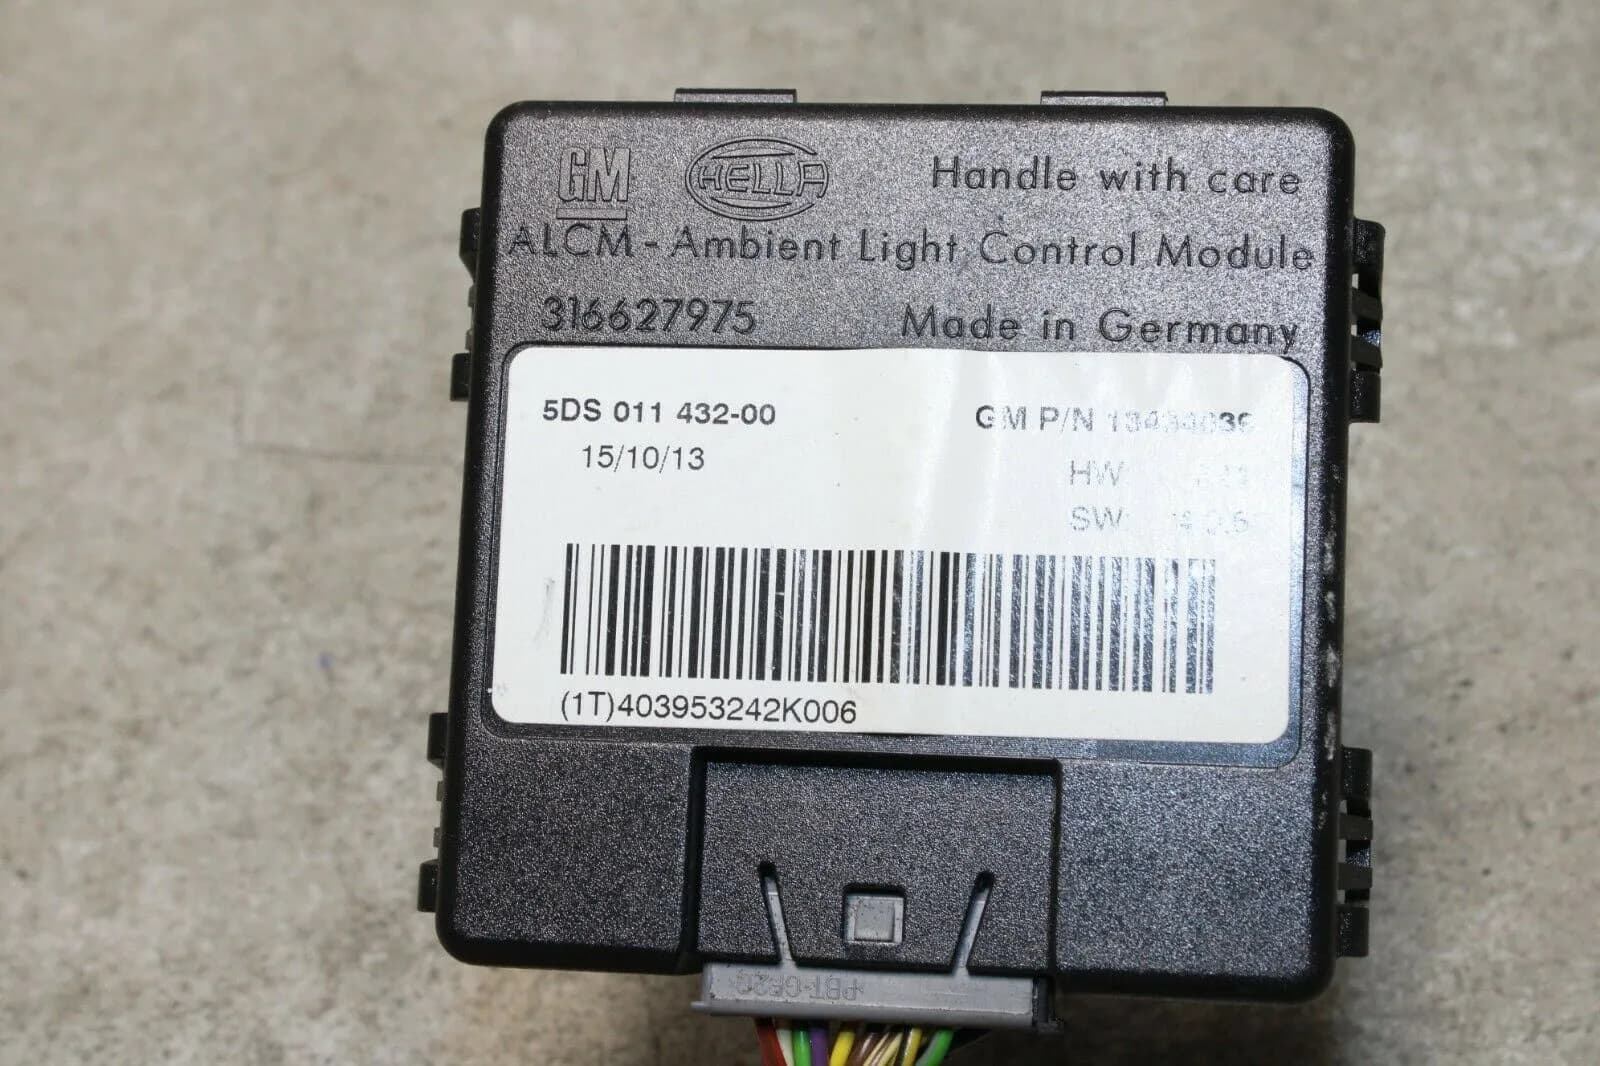 GM HELLA Handle with care
ALCM - Ambient Light Control Module
316627975 Made in Germany
5DS 011 432-00 GM P/N
15/10/13 HW
SW:
(1T)403953242K006
PBT-GF20